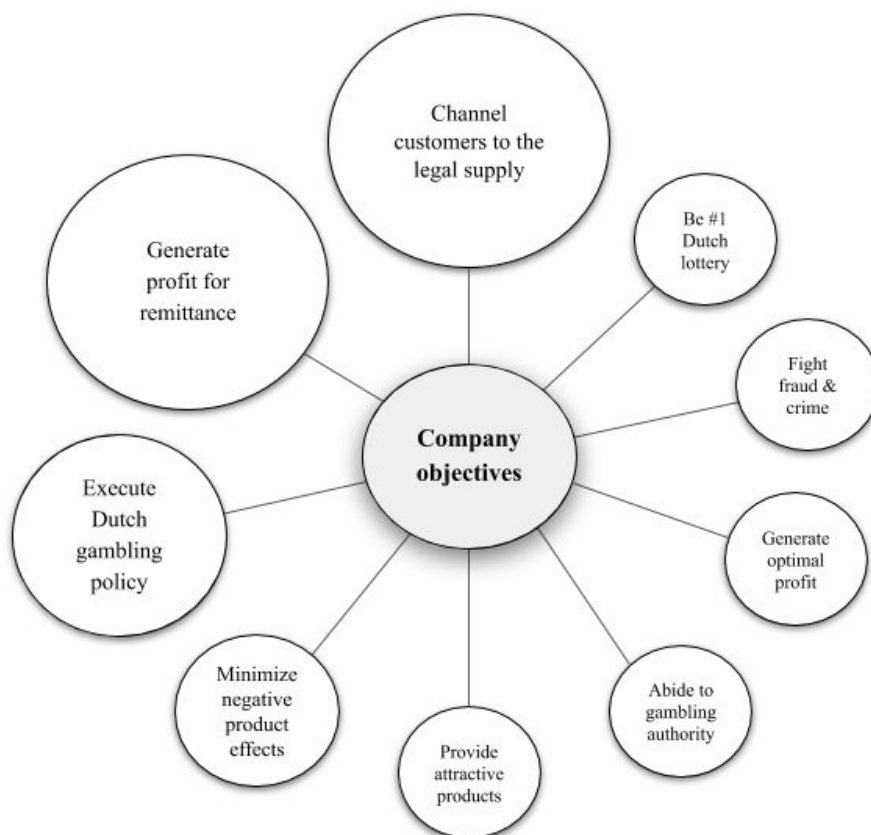 Channel
customers to the
legal supply
Be #1
Dutch
lottery
Generate
profit for
remittance
Fight
fraud &
crime
Company
objectives
Execute
Dutch
gambling
policy
Generate
optimal
profit
Minimize
negative
product
effects
Abide to
gambling
authority
Provide
attractive
products